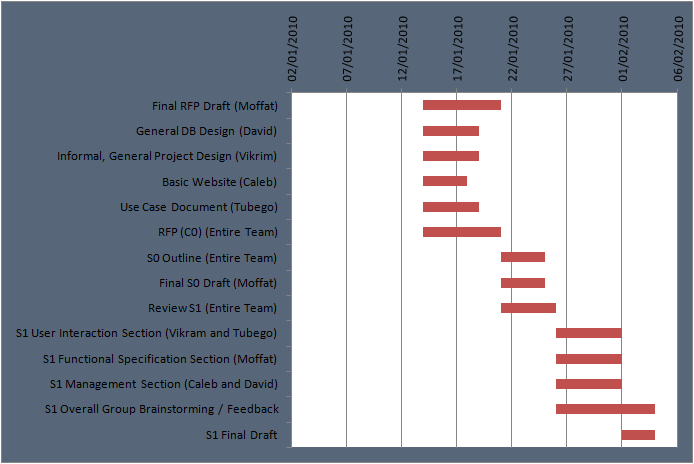 02/01/2010
07/01/2010
12/01/2010
17/01/2010
22/01/2010
27/01/2010
01/02/2010
06/02/2010
Final RFP Draft (Moffat)
General DB Design (David)
Informal, General Project Design (Vikrim)
Basic Website (Caleb)
Use Case Document (Tubego)
RFP (C0) (Entire Team)
S0 Outline (Entire Team)
Final S0 Draft (Moffat)
Review S1 (Entire Team)
S1 User Interaction Section (Vikram and Tubego)
S1 Functional Specification Section (Moffat)
S1 Management Section (Caleb and David)
S1 Overall Group Brainstorming / Feedback
S1 Final Draft